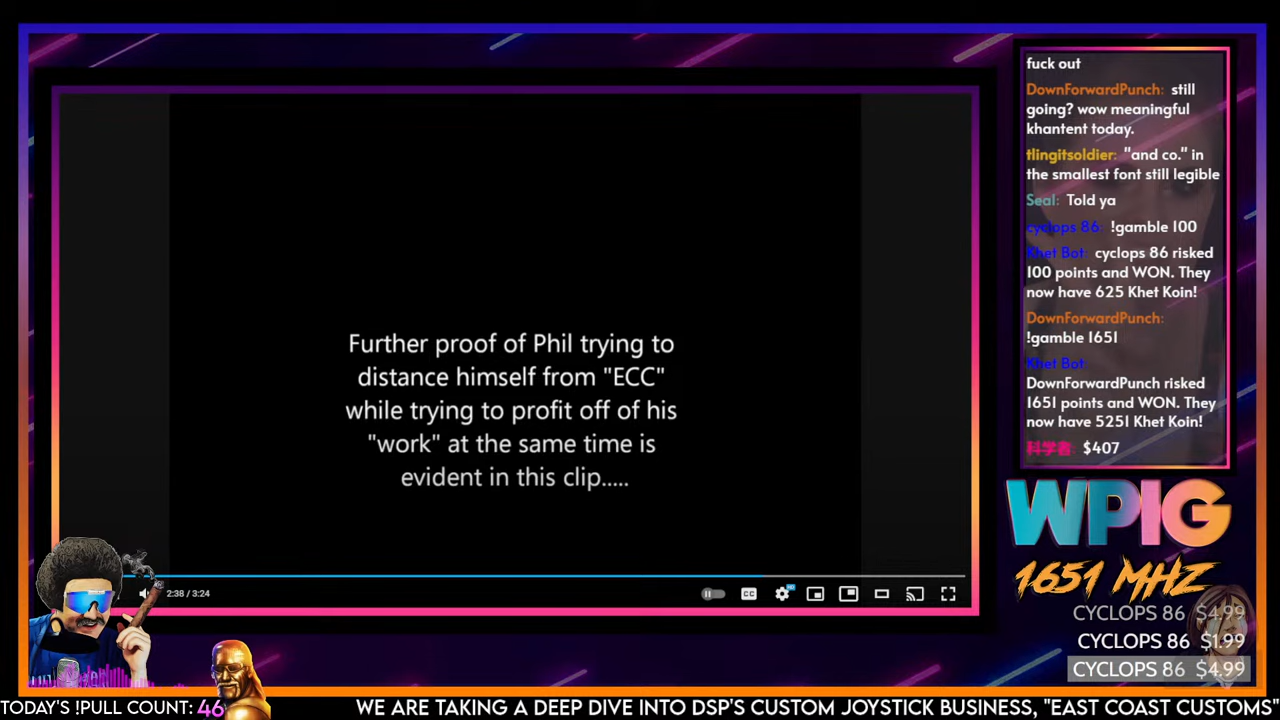 Further proof of Phil trying to
distance himself from "ECC"
while trying to profit off of his
"work" at the same time is
evident in this clip.....
2:38 / 3:24
CC
HD
fuck out
DownForwardPunch: still
going? wow meaningful
khantent today.
tlingitsoldier: "and co." in
the smallest font still legible
Seal: Told ya
cyclops 86: !gamble 100
Khet Bot: cyclops 86 risked
100 points and WON. They
now have 625 Khet Koin!
DownForwardPunch:
!gamble 1651
Khet Bot:
DownForwardPunch risked
1651 points and WON. They
now have 5251 Khet Koin!
科学者: $407
WPIG
1651 MHZ
CYCLOPS 86 $4.99
CYCLOPS 86 $1.99
CYCLOPS 86 $4.99
TODAY'S !PULL COUNT: 46
WE ARE TAKING A DEEP DIVE INTO DSP'S CUSTOM JOYSTICK BUSINESS, "EAST COAST CUSTOMS"